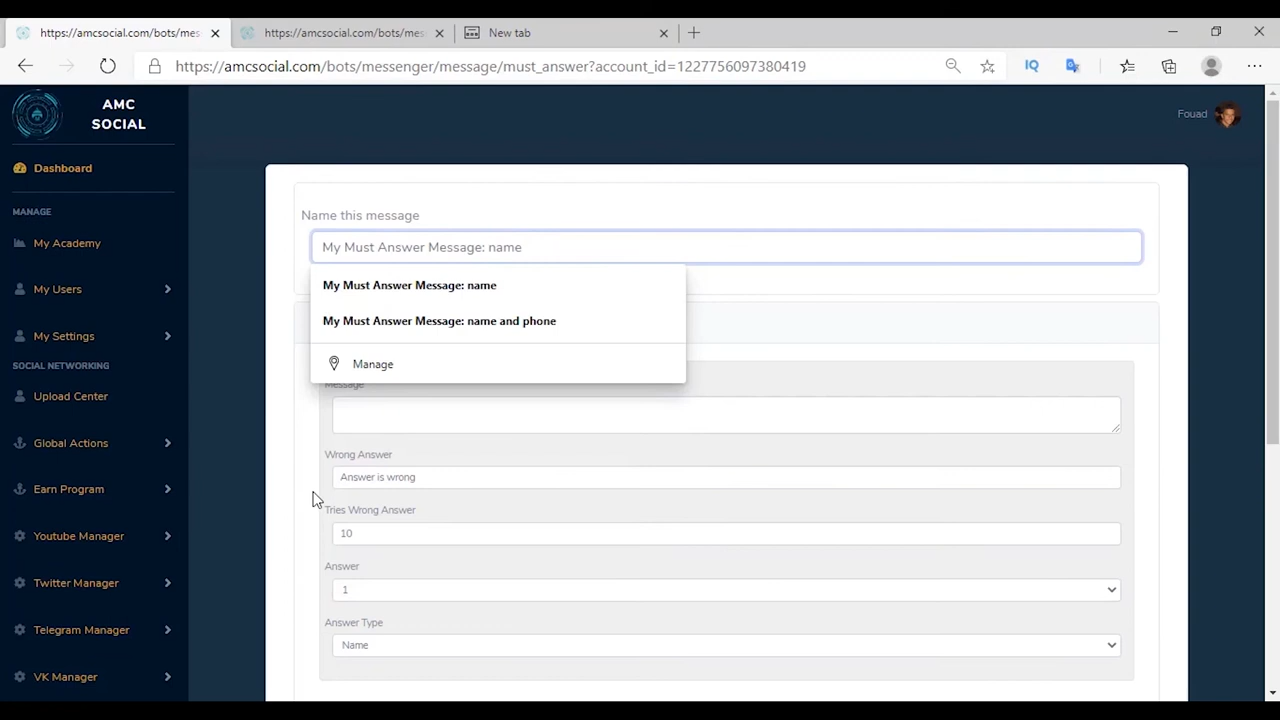 https://amcsocial.com/bots/mes
https://amcsocial.com/bots/mes
New tab
https://amcsocial.com/bots/messenger/message/must_answer?account_id=1227756097380419
IQ
AMC
SOCIAL
Fouad
Dashboard
MANAGE
My Academy
My Users
My Settings
SOCIAL NETWORKING
Upload Center
Global Actions
Earn Program
Youtube Manager
Twitter Manager
Telegram Manager
VK Manager
Name this message
My Must Answer Message: name
My Must Answer Message: name
My Must Answer Message: name and phone
Manage
Message
Wrong Answer
Answer is wrong
Tries Wrong Answer
10
Answer
1
Answer Type
Name